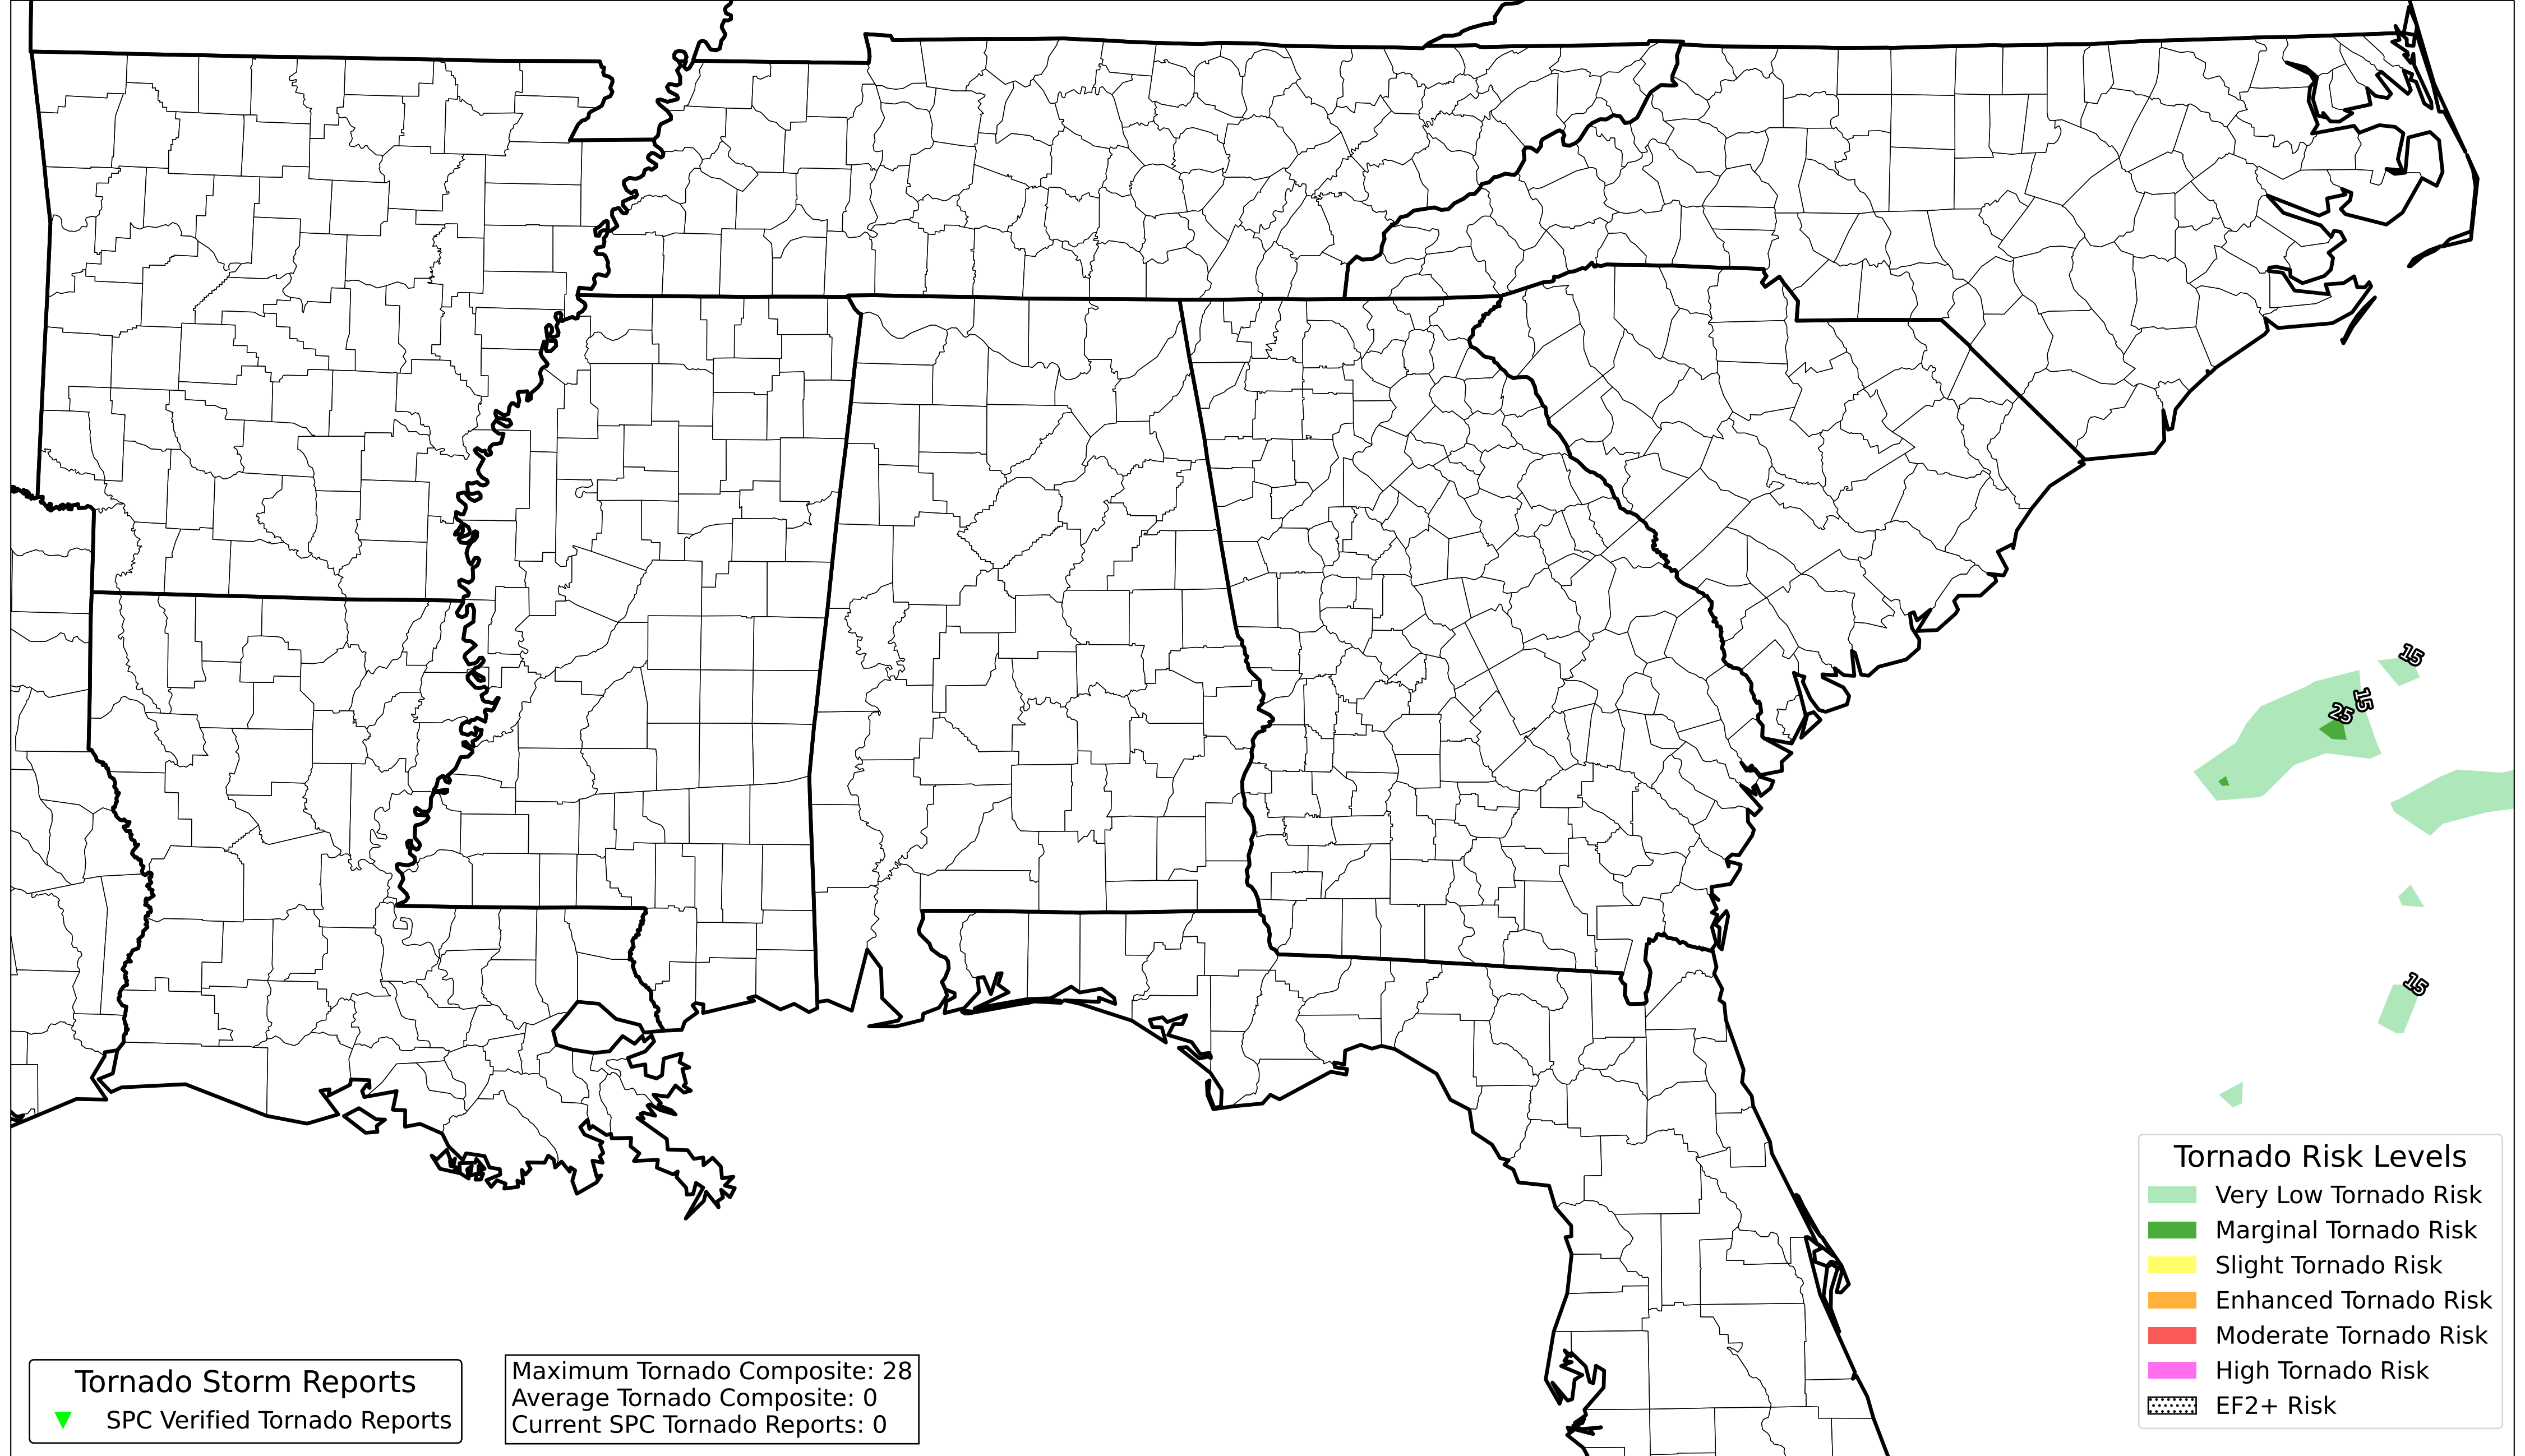 15
15
25
15
Tornado Risk Levels
Very Low Tornado Risk
Marginal Tornado Risk
Slight Tornado Risk
Enhanced Tornado Risk
Moderate Tornado Risk
High Tornado Risk
EF2+ Risk
Tornado Storm Reports
SPC Verified Tornado Reports
Maximum Tornado Composite: 28
Average Tornado Composite: 0
Current SPC Tornado Reports: 0